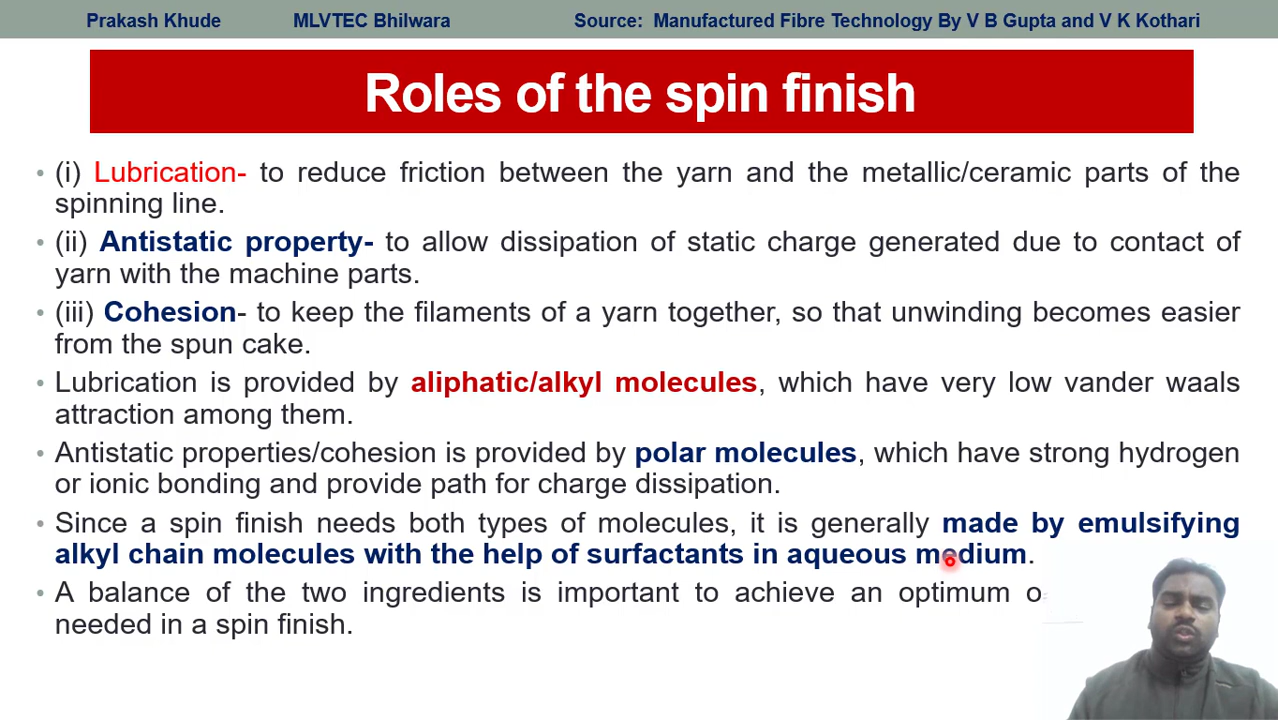 Prakash Khude MLVTEC Bhilwara Source: Manufactured Fibre Technology By V B Gupta and V K Kothari
Roles of the spin finish
• (i) Lubrication- to reduce friction between the yarn and the metallic/ceramic parts of the
spinning line.
• (ii) Antistatic property- to allow dissipation of static charge generated due to contact of
yarn with the machine parts.
• (iii) Cohesion- to keep the filaments of a yarn together, so that unwinding becomes easier
from the spun cake.
• Lubrication is provided by aliphatic/alkyl molecules, which have very low vander waals
attraction among them.
• Antistatic properties/cohesion is provided by polar molecules, which have strong hydrogen
or ionic bonding and provide path for charge dissipation.
• Since a spin finish needs both types of molecules, it is generally made by emulsifying
alkyl chain molecules with the help of surfactants in aqueous medium.
• A balance of the two ingredients is important to achieve an optimum
needed in a spin finish.